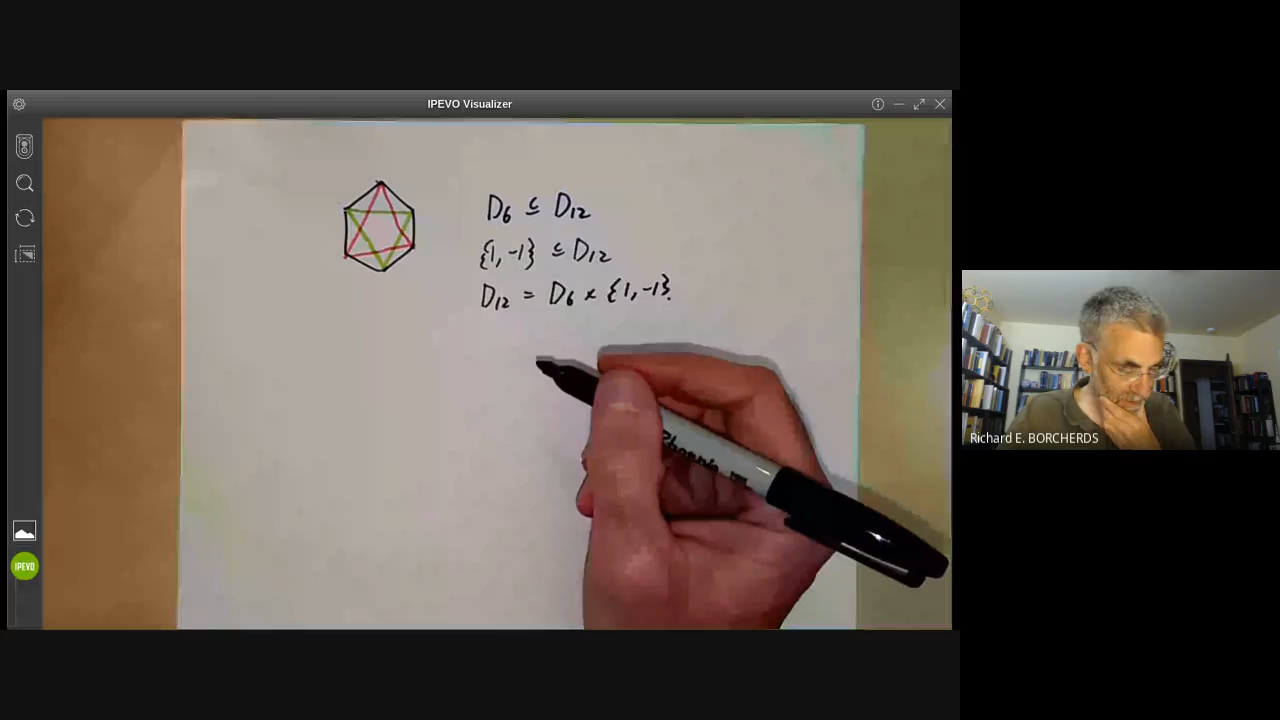 IPEVO Visualizer
D₆ ⊆ D₁₂
{1, -1} ⊆ D₁₂
D₁₂ = D₆ × {1, -1}.
IPEVO
Richard E. BORCHERDS